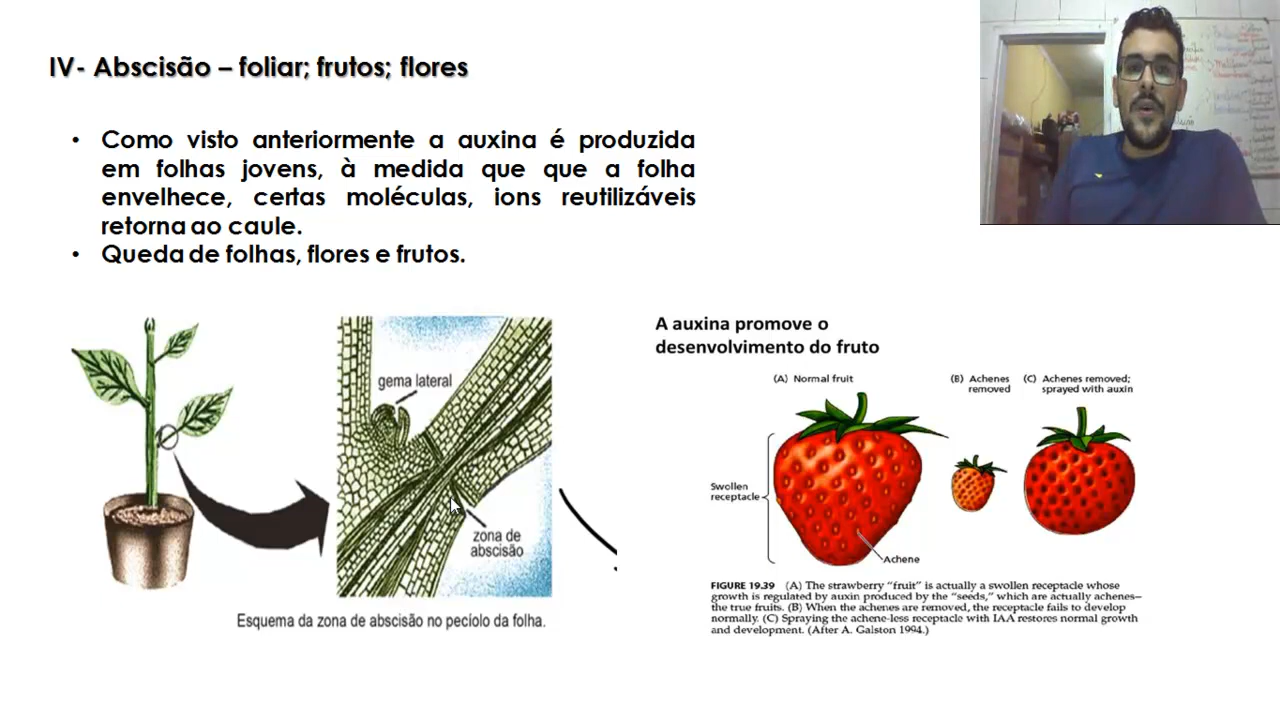 IV- Abscisão – foliar; frutos; flores
• Como visto anteriormente a auxina é produzida
em folhas jovens, à medida que que a folha
envelhece, certas moléculas, ions reutilizáveis
retorna ao caule.
• Queda de folhas, flores e frutos.
gema lateral
zona de
abscisão
Esquema da zona de abscisão no pecíolo da folha.
A auxina promove o
desenvolvimento do fruto
(A) Normal fruit
(B) Achenes
removed
(C) Achenes removed;
sprayed with auxin
Swollen
receptacle
Achene
FIGURE 19.39 (A) The strawberry “fruit” is actually a swollen receptacle whose
growth is regulated by auxin produced by the “seeds,” which are actually achenes—
the true fruits. (B) When the achenes are removed, the receptacle fails to develop
normally. (C) Spraying the achene-less receptacle with IAA restores normal growth
and development. (After A. Galston 1994.)